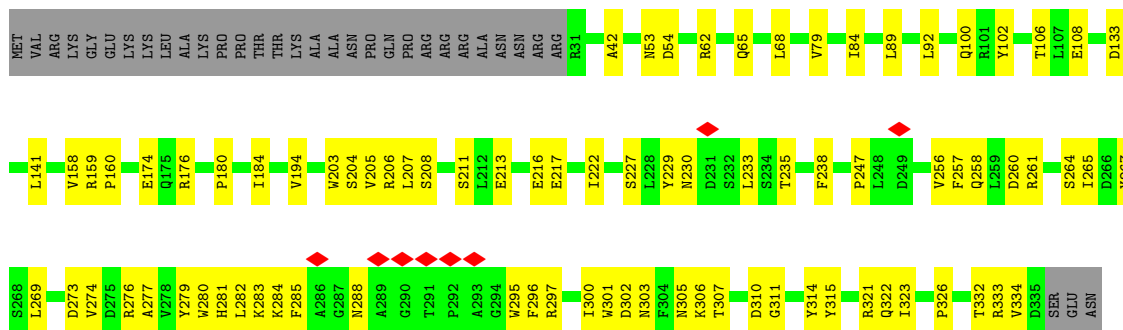 MET VAL ARG LYS GLY GLU LYS LYS LEU ALA LYS PRO PRO THR THR LYS ALA ALA ASN PRO GLN PRO ARG ARG ARG ALA ASN ASN ARG ARG R31 A42 N53 D54 R62 Q65 L68 V79 I84 L89 L92 Q100 R101 Y102 T106 L107 E108 D133
L141 V158 R159 P160 E174 Q175 R176 P180 I184 V194 W203 S204 V205 R206 L207 S208 S211 L212 E213 E216 E217 I222 S227 L228 Y229 N230 D231 S232 L233 S234 T235 F238 P247 L248 D249 V256 F257 Q258 L259 D260 R261 S264 I265 D266
S268 L269 D273 V274 D275 R276 A277 V278 Y279 W280 H281 L282 K283 K284 F285 A286 G287 N288 A289 G290 T291 P292 A293 G294 W295 F296 R297 I300 W301 D302 N303 F304 N305 K306 T307 D310 G311 Y314 Y315 R321 Q322 I323 P326 T332 R333 V334 D335 SER GLU ASN